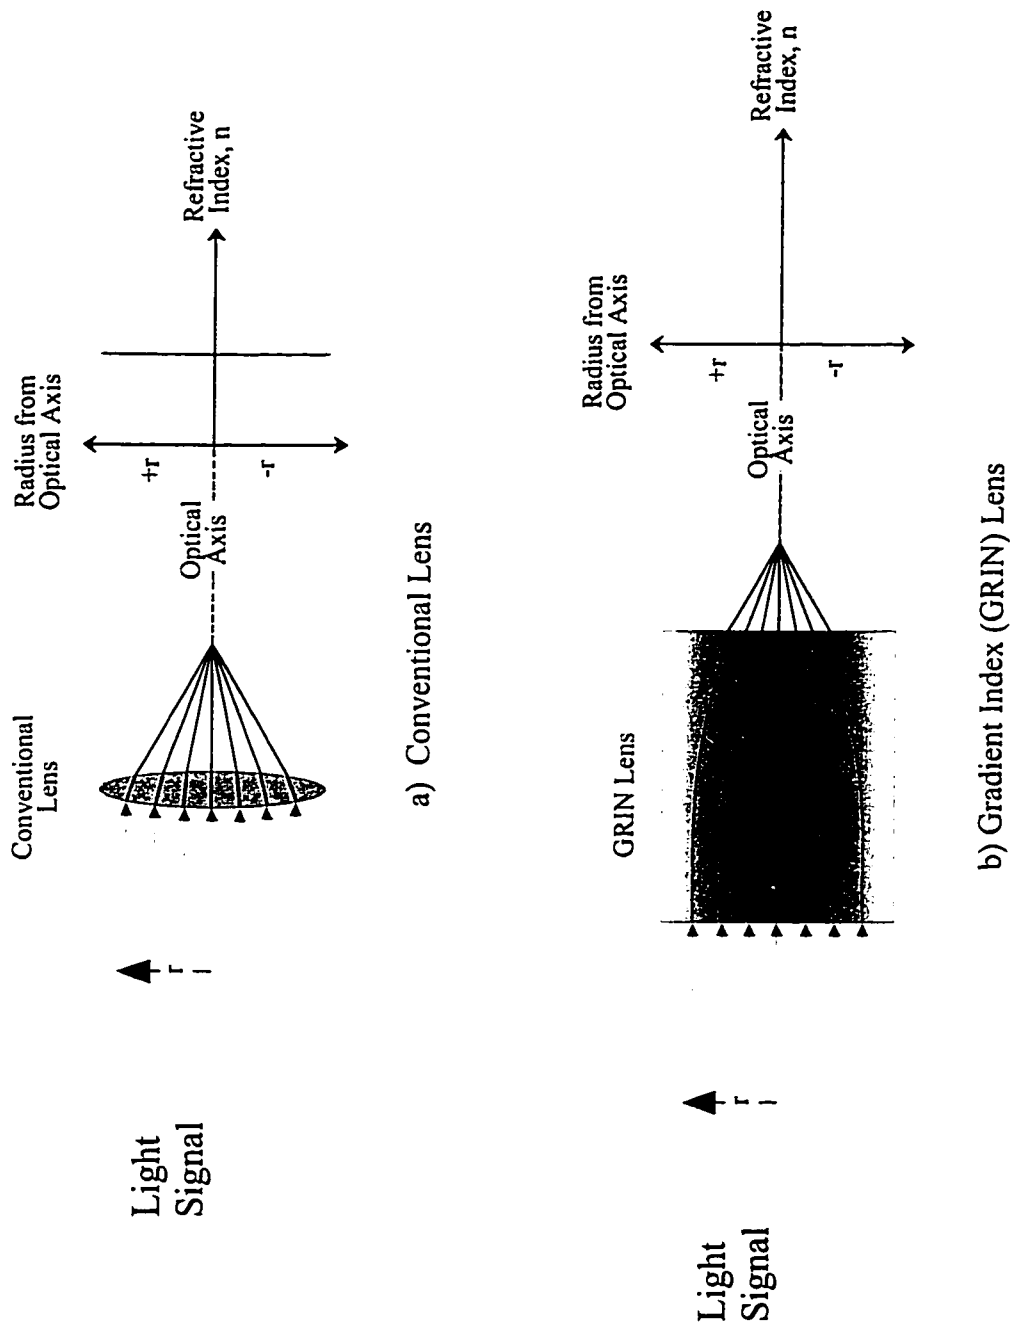 Light
Signal
r
Conventional
Lens
Optical
Axis
Radius from
Optical Axis
+r
-r
Refractive
Index, n
a) Conventional Lens
Light
Signal
r
GRIN Lens
Optical
Axis
Radius from
Optical Axis
+r
-r
Refractive
Index, n
b) Gradient Index (GRIN) Lens